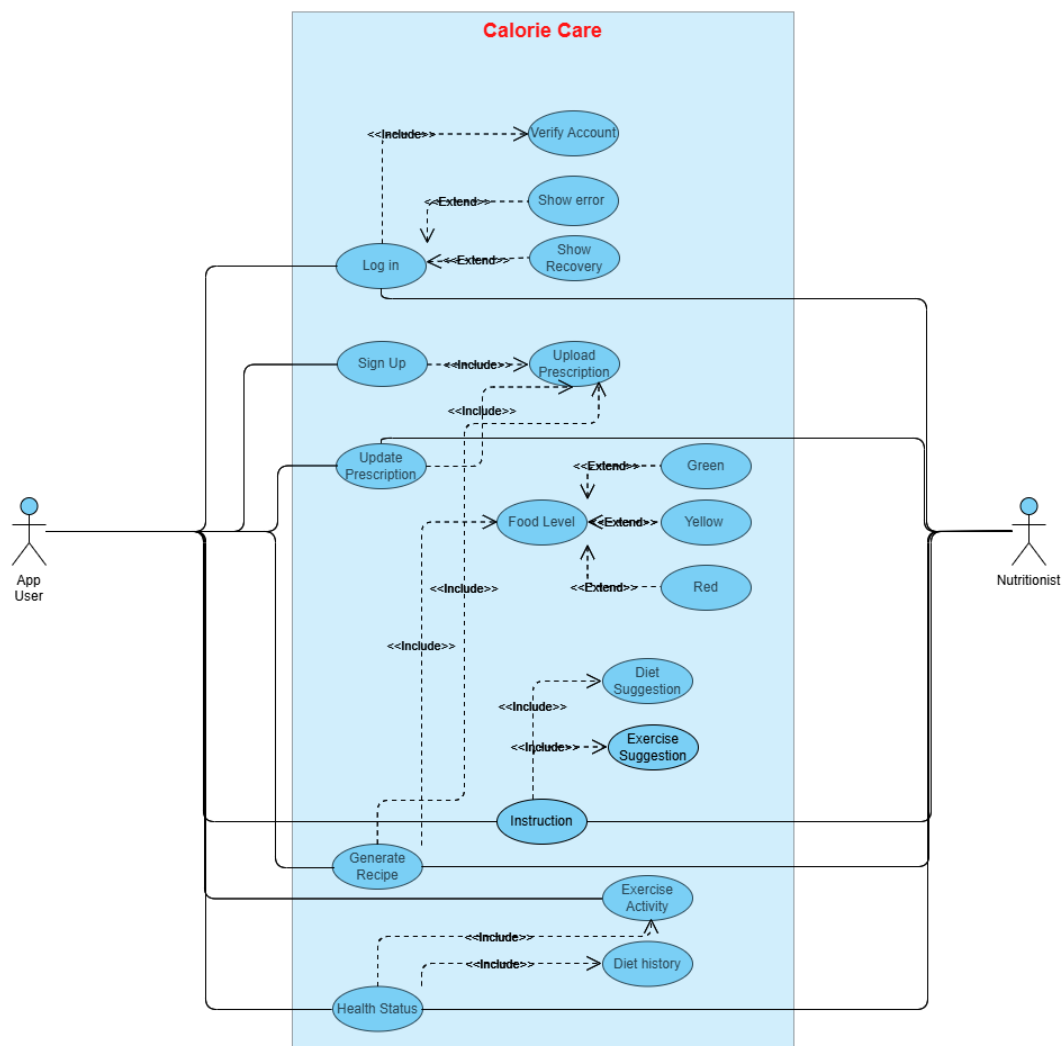 Calorie Care
<<Include>>
Verify Account
<<Extend>>
Show error
Log in
<<Extend>>
Show
Recovery
Sign Up
<<Include>>
Upload
Prescription
<<Include>>
Update
Prescription
<<Extend>>
Green
Food Level
<<Extend>>
Yellow
<<Extend>>
Red
App
User
Nutritionist
<<Include>>
<<Include>>
Diet
Suggestion
<<Include>>
<<Include>>
Exercise
Suggestion
Instruction
Generate
Recipe
Exercise
Activity
<<Include>>
<<Include>>
Diet history
Health Status